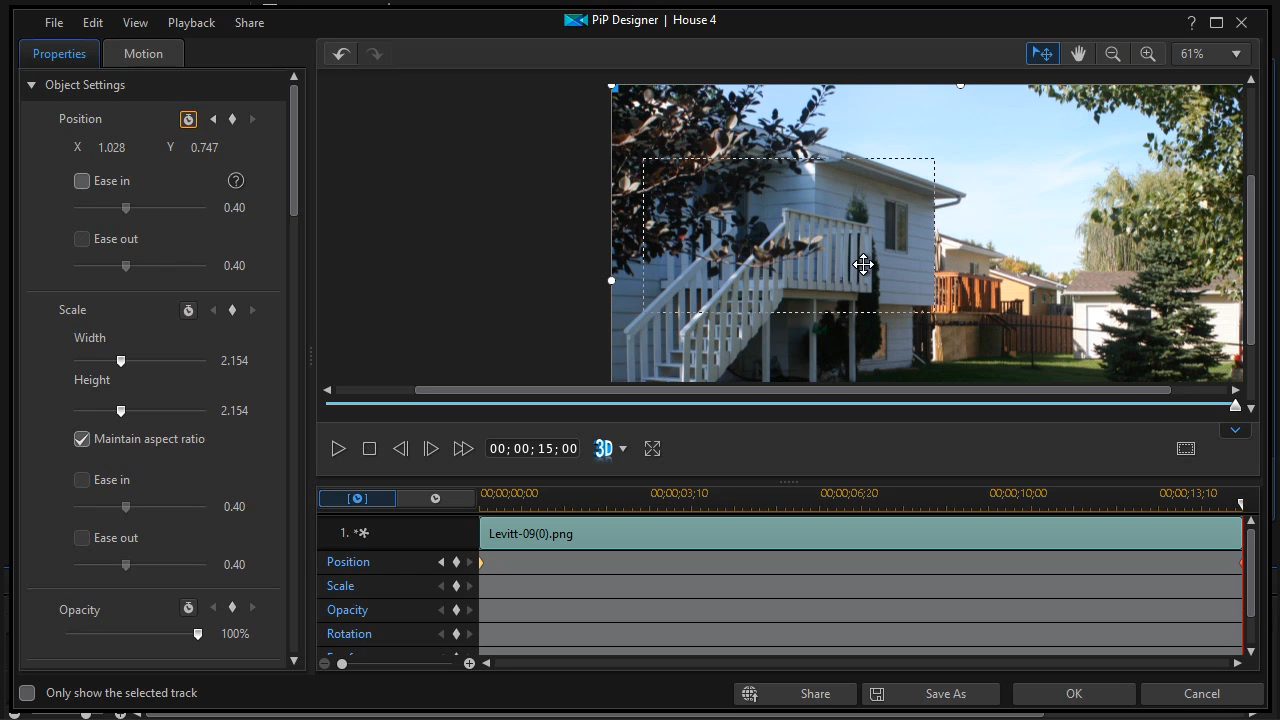 File Edit View Playback Share
PiP Designer | House 4
?
Properties Motion
61%
Object Settings
Position
X 1.028 Y 0.747
Ease in ?
0.40
Ease out
0.40
Scale
Width
2.154
Height
2.154
Maintain aspect ratio
Ease in
0.40
Ease out
0.40
Opacity
100%
00; 00; 15; 00 3D
00;00;00;00 00;00;03;10 00;00;06;20 00;00;10;00 00;00;13;10
1. Levitt-09(0).png
Position
Scale
Opacity
Rotation
Only show the selected track
Share Save As OK Cancel